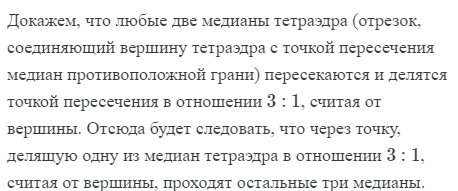 Докажем, что любые две медианы тетраэдра (отрезок,
соединяющий вершину тетраэдра с точкой пересечения
медиан противоположной грани) пересекаются и делятся
точкой пересечения в отношении 3 : 1, считая от
вершины. Отсюда будет следовать, что через точку,
делящую одну из медиан тетраэдра в отношении 3 : 1,
считая от вершины, проходят остальные три медианы.